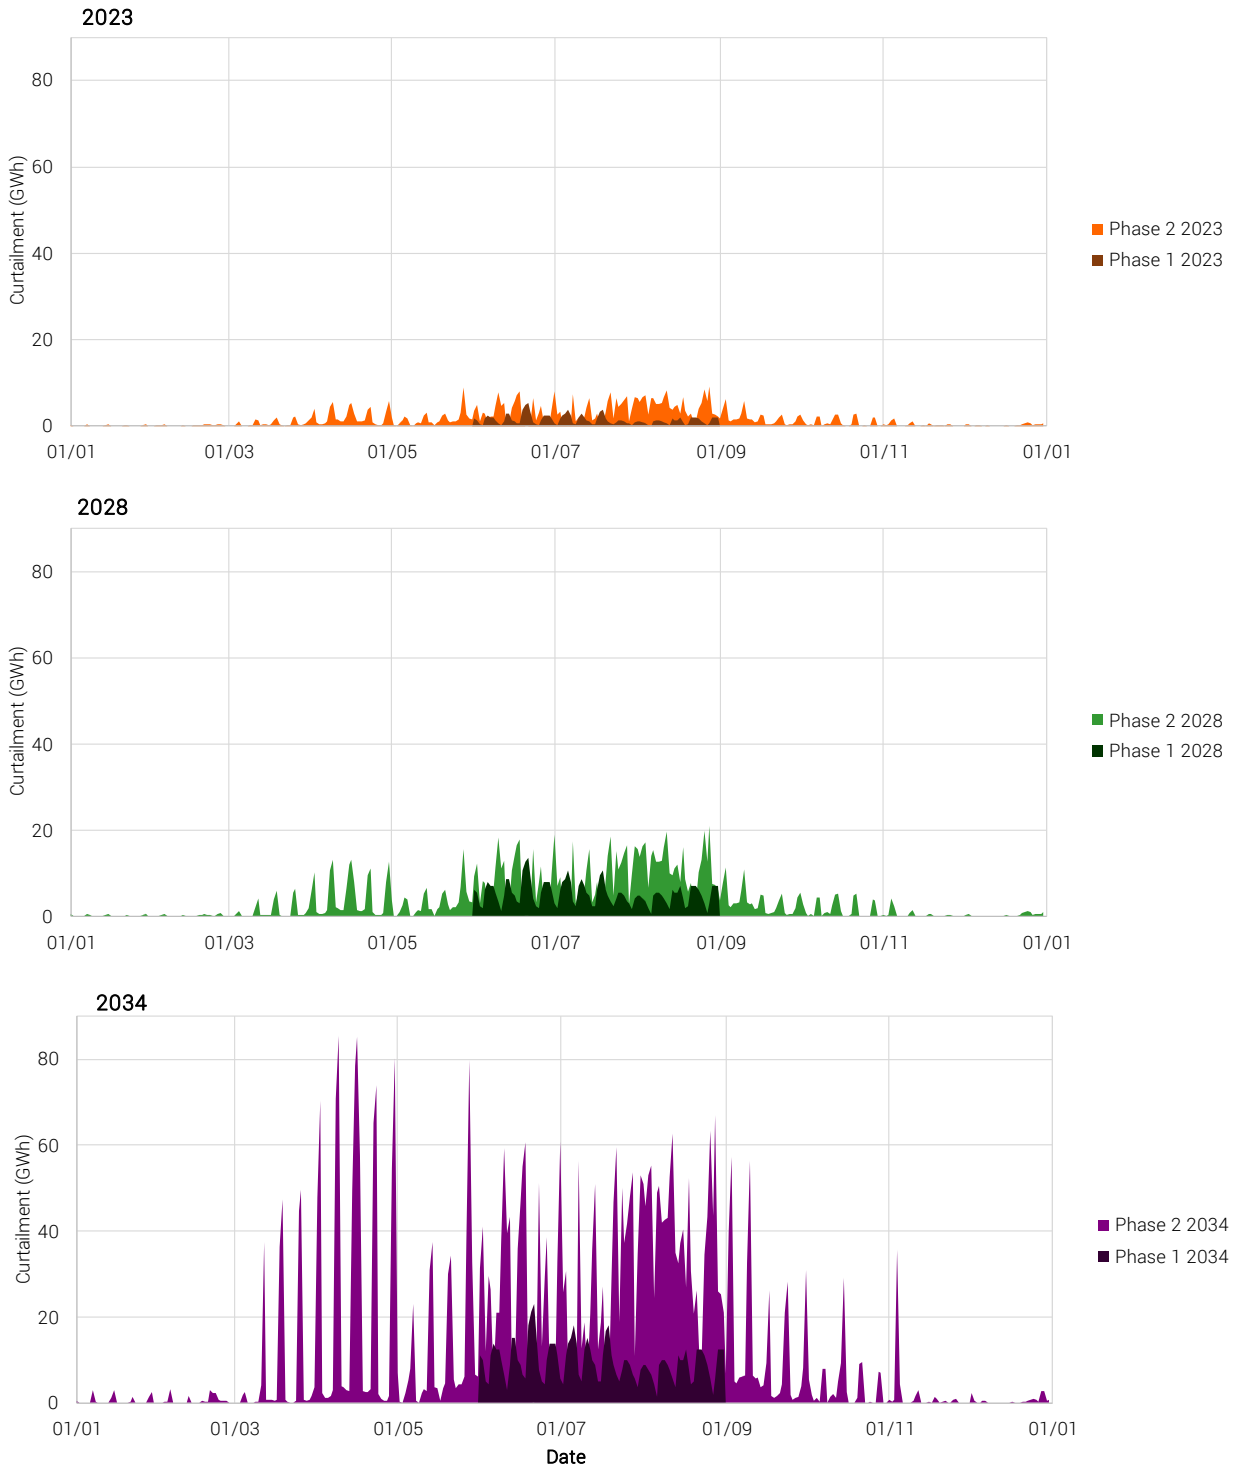 2023
80
60
40
20
0
Curtailment (GWh)
01/01 01/03 01/05 01/07 01/09 01/11 01/01
Phase 2 2023
Phase 1 2023
2028
80
60
40
20
0
Curtailment (GWh)
01/01 01/03 01/05 01/07 01/09 01/11 01/01
Phase 2 2028
Phase 1 2028
2034
80
60
40
20
0
Curtailment (GWh)
01/01 01/03 01/05 01/07 01/09 01/11 01/01
Date
Phase 2 2034
Phase 1 2034